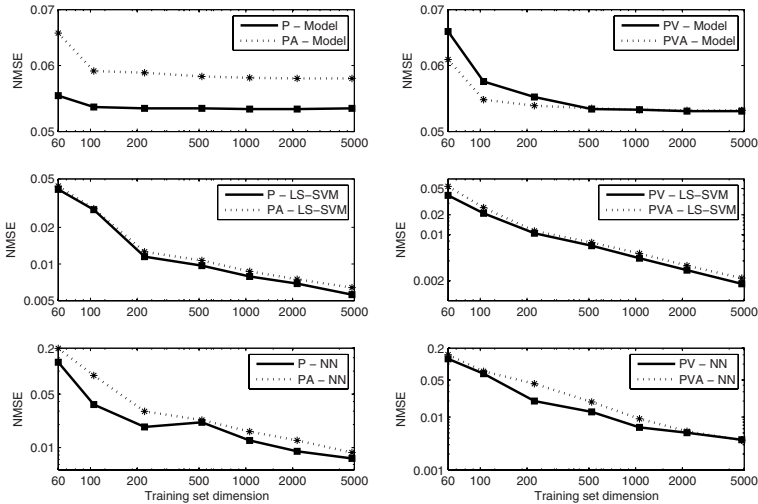 0.07
0.06
0.05
NMSE
P – Model
PA – Model
60 100 200 500 1000 2000 5000
0.07
0.06
0.05
NMSE
PV – Model
PVA – Model
60 100 200 500 1000 2000 5000
0.05
0.02
0.01
0.005
NMSE
P – LS–SVM
PA – LS–SVM
60 100 200 500 1000 2000 5000
0.05
0.02
0.01
0.002
NMSE
PV – LS–SVM
PVA – LS–SVM
60 100 200 500 1000 2000 5000
0.2
0.05
0.01
NMSE
P – NN
PA – NN
60 100 200 500 1000 2000 5000
Training set dimension
0.2
0.05
0.01
0.001
NMSE
PV – NN
PVA – NN
60 100 200 500 1000 2000 5000
Training set dimension